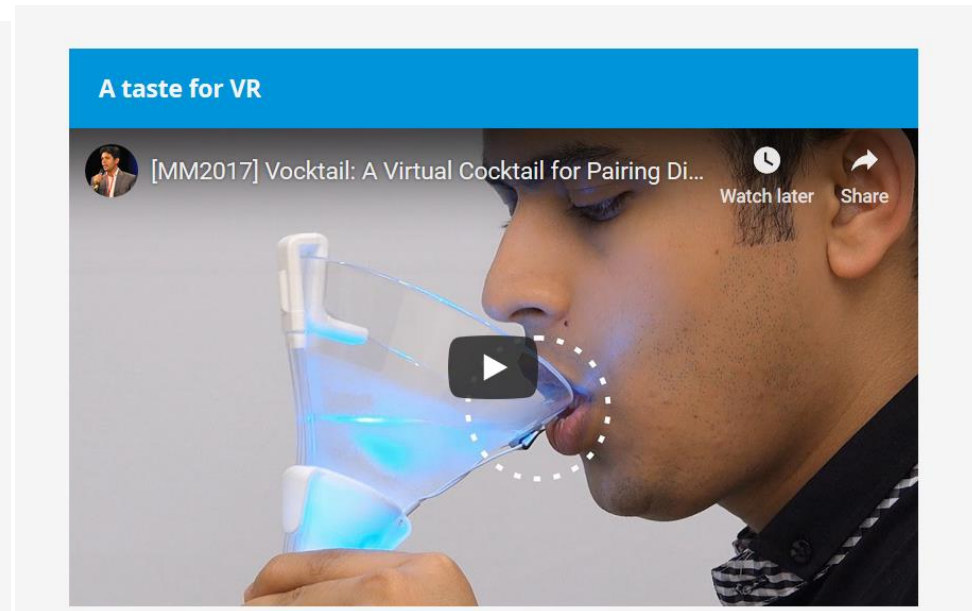 A taste for VR
[MM2017] Vocktail: A Virtual Cocktail for Pairing Di...
Watch later
Share